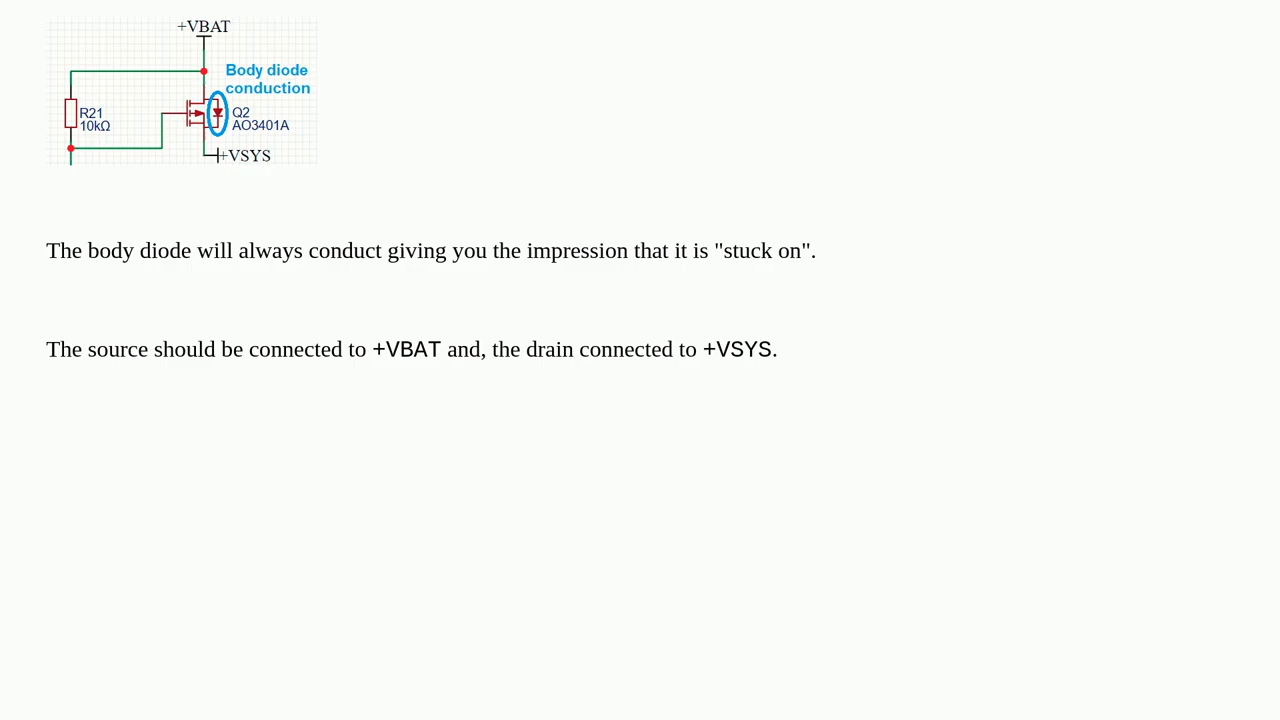 +VBAT
Body diode
conduction
R21
10kΩ
Q2
AO3401A
+VSYS
The body diode will always conduct giving you the impression that it is "stuck on".
The source should be connected to +VBAT and, the drain connected to +VSYS.